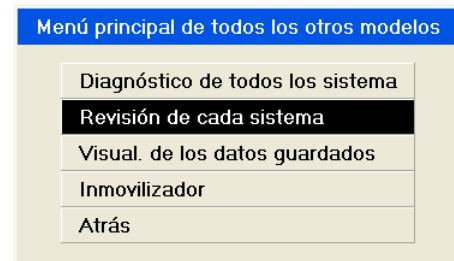 Menú principal de todos los otros modelos
Diagnóstico de todos los sistema
Revisión de cada sistema
Visual. de los datos guardados
Inmovilizador
Atrás